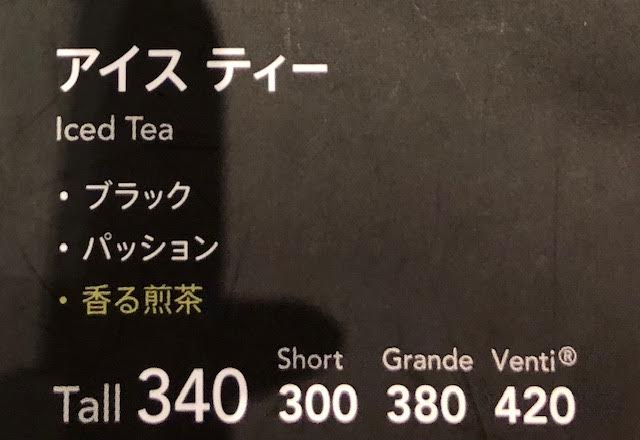 アイス ティー
Iced Tea
・ブラック
・パッション
・香る煎茶
Short Grande Venti®
Tall 340 300 380 420